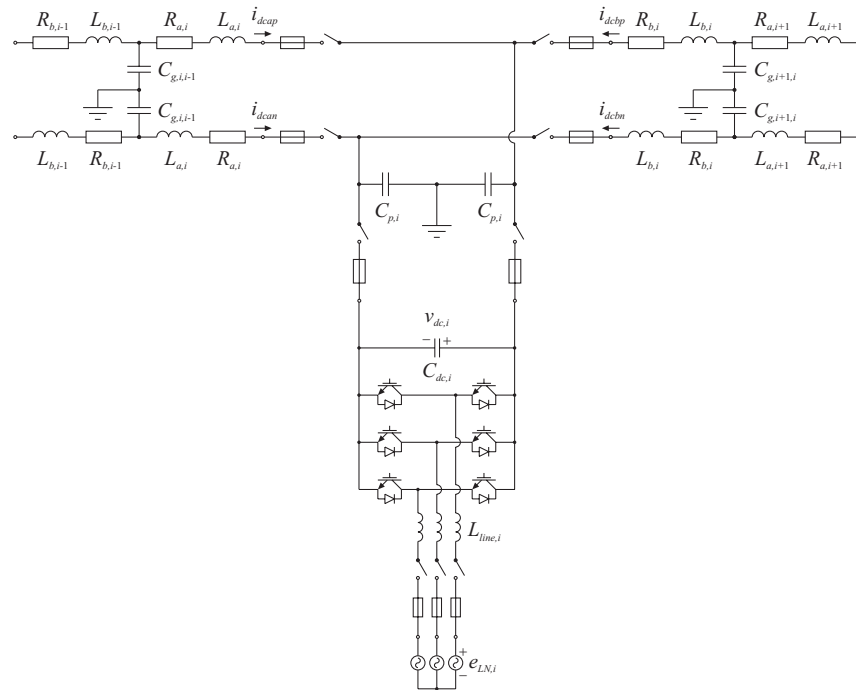 R_{b,i-1} L_{b,i-1} R_{a,i} L_{a,i} i_{dcap} i_{dcbp} R_{b,i} L_{b,i} R_{a,i+1} L_{a,i+1}
C_{g,i,i-1} C_{g,i+1,i}
C_{g,i,i-1} i_{dcan} i_{dcbn} C_{g,i+1,i}
L_{b,i-1} R_{b,i-1} L_{a,i} R_{a,i} L_{b,i} R_{b,i} L_{a,i+1} R_{a,i+1}
C_{p,i} C_{p,i}
v_{dc,i}
− +
C_{dc,i}
L_{line,i}
+
e_{LN,i}
−